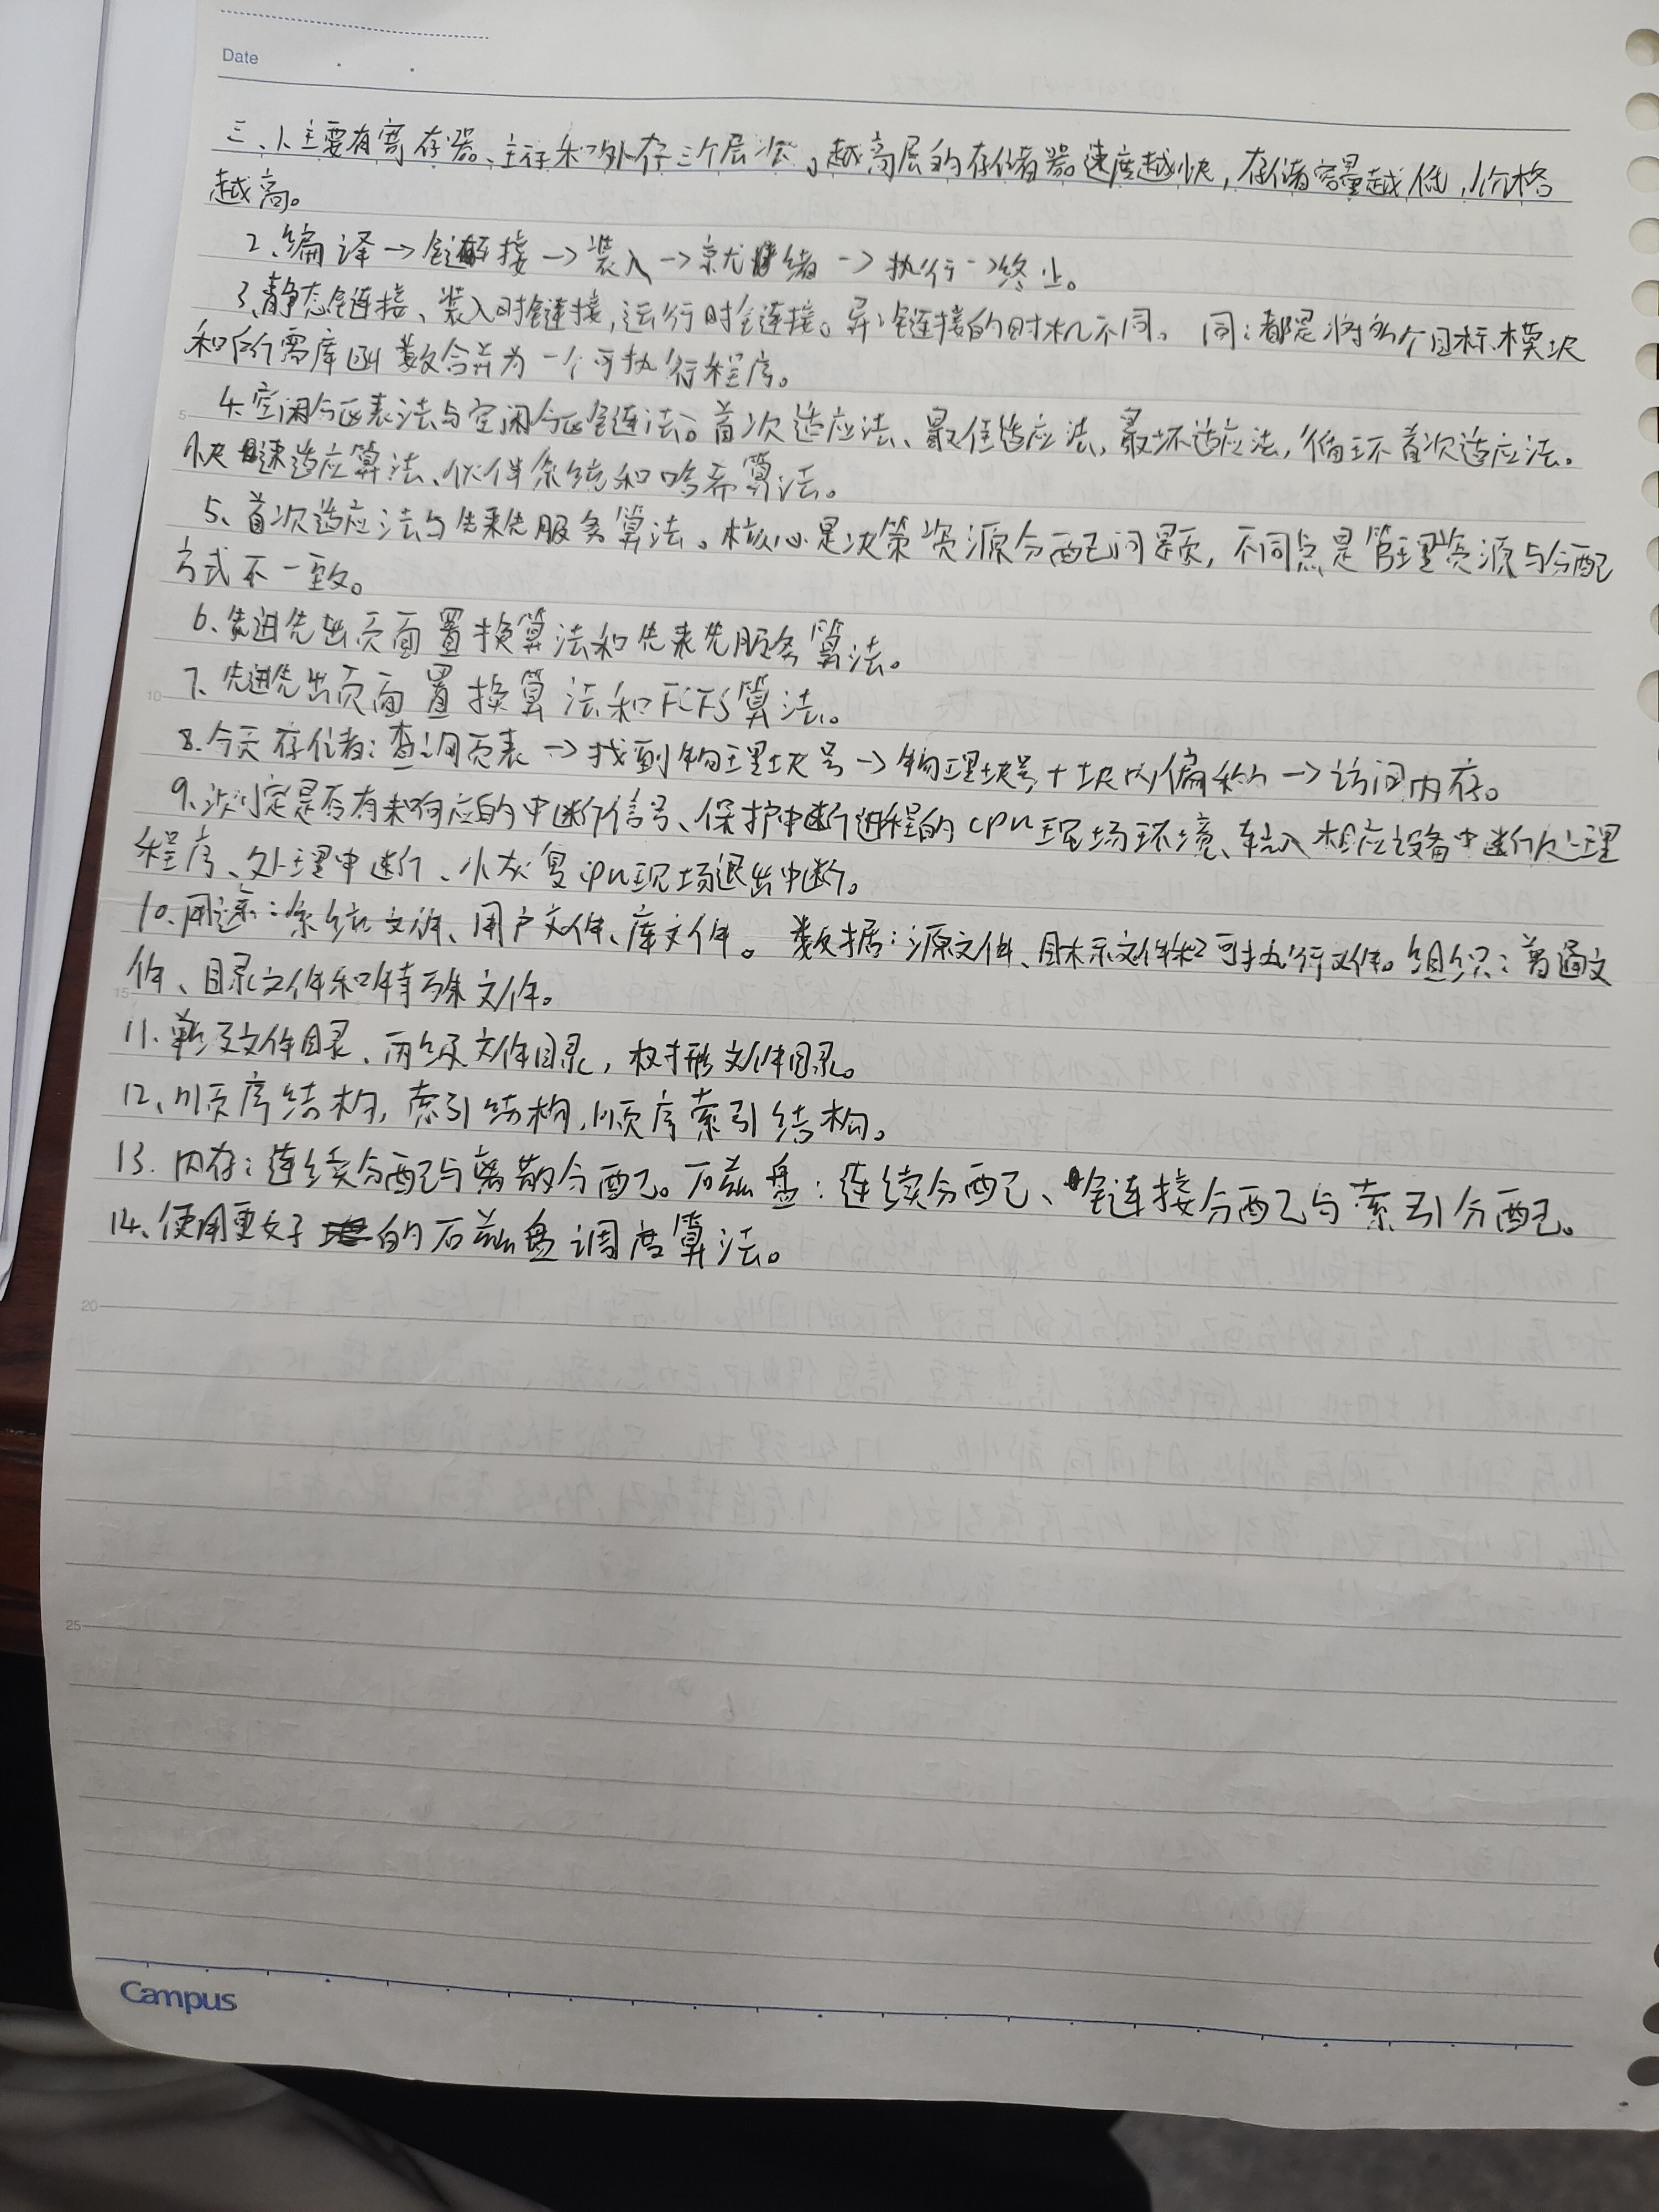 Date
三、1、主要有寄存器、主存和外存三个层次。越高层的存储器速度越快，存储容量越低，价格
越高。
2、编译→链接→装入→就绪→执行→终止。
3、静态链连接、装入时链连接，运行时链连接。异：链连接的时机不同。 同：都是将多个目标模块
和所需库函数合并为一个可执行程序。
5
4、空闲分区表法与空闲分区链连法。首次适应法、最佳适应法，最坏适应法，循环首次适应法。
快速适应算法、伙伴系统和哈希算法。
5、首次适应法与先来先服务算法。核心是决策资源分配问题，不同点是管理资源与分配
方式不一致。
6、先进先出页面置换算法和先来先服务算法。
10
7、先进先出页面置换算法和FCFS算法。
8、今天存储：查询页表→找到物理块号→物理块号+块内偏移→访问内存。
9、决定是否有未响应的中断信号、保护中断进程的CPU现场环境、转入相应设备中断处理
程序、处理中断、恢复CPU现场退出中断。
10、用途：系统文件、用户文件、库文件。 数据：源文件、目标文件和可执行文件。组织：普通文
15
件、目录文件和特殊文件。
11、单级文件目录、两级文件目录，树形文件目录。
12、顺序结构，索引结构，顺序索引结构。
13. 内存：连续分配与离散分配。磁盘：连续分配、链连接分配与索引分配。
14、使用更好的磁盘调度算法。
20
25
Campus